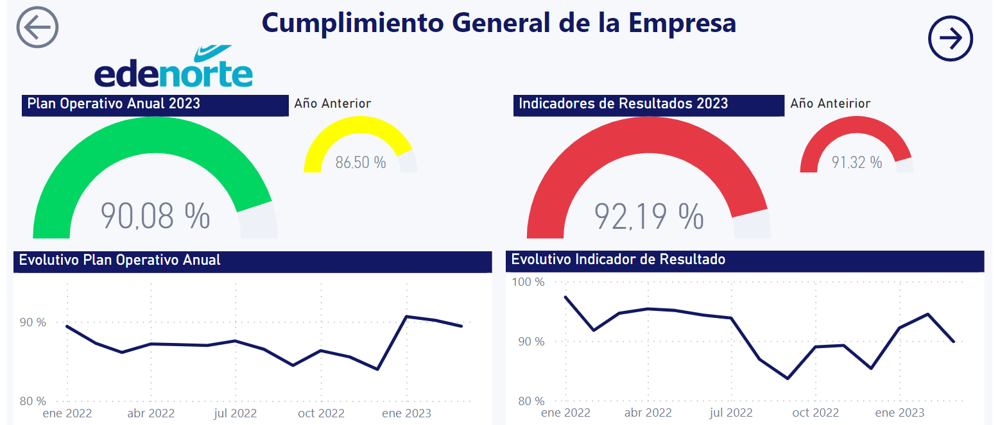 Cumplimiento General de la Empresa
edenorte
Plan Operativo Anual 2023
Año Anterior
86,50 %
90,08 %
Indicadores de Resultados 2023
Año Anteirior
91,32 %
92,19 %
Evolutivo Plan Operativo Anual
90 %
80 %
ene 2022 abr 2022 jul 2022 oct 2022 ene 2023
Evolutivo Indicador de Resultado
100 %
90 %
80 %
ene 2022 abr 2022 jul 2022 oct 2022 ene 2023